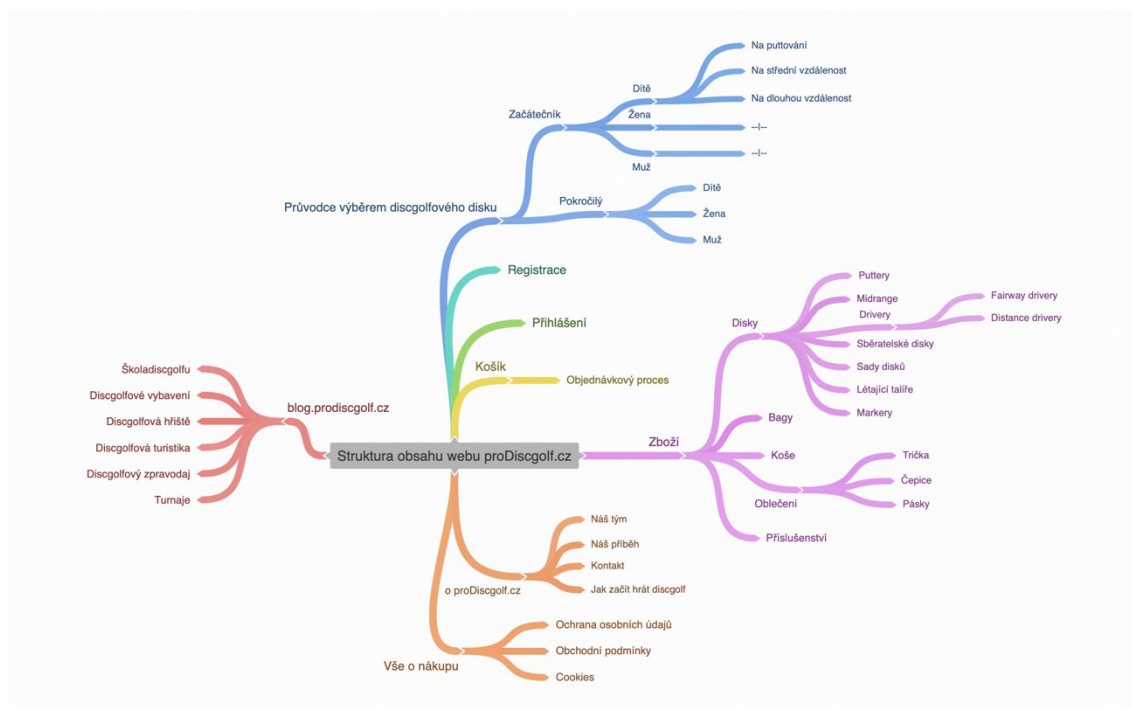 Na puttování
Na střední vzdálenost
Na dlouhou vzdálenost
Dítě
Žena
--I--
--I--
Muž
Začátečník
Průvodce výběrem discgolfového disku
Pokročilý
Dítě
Žena
Muž
Registrace
Přihlášení
Košík
Objednávkový proces
Školadiscgolfu
Discgolfové vybavení
Discgolfová hřiště
Discgolfová turistika
Discgolfový zpravodaj
Turnaje
blog.prodiscgolf.cz
Struktura obsahu webu proDiscgolf.cz
Zboží
Disky
Puttery
Midrange
Drivery
Fairway drivery
Distance drivery
Sběratelské disky
Sady disků
Létající talíře
Markery
Bagy
Koše
Oblečení
Trička
Čepice
Pásky
Příslušenství
o proDiscgolf.cz
Náš tým
Náš příběh
Kontakt
Jak začít hrát discgolf
Vše o nákupu
Ochrana osobních údajů
Obchodní podmínky
Cookies